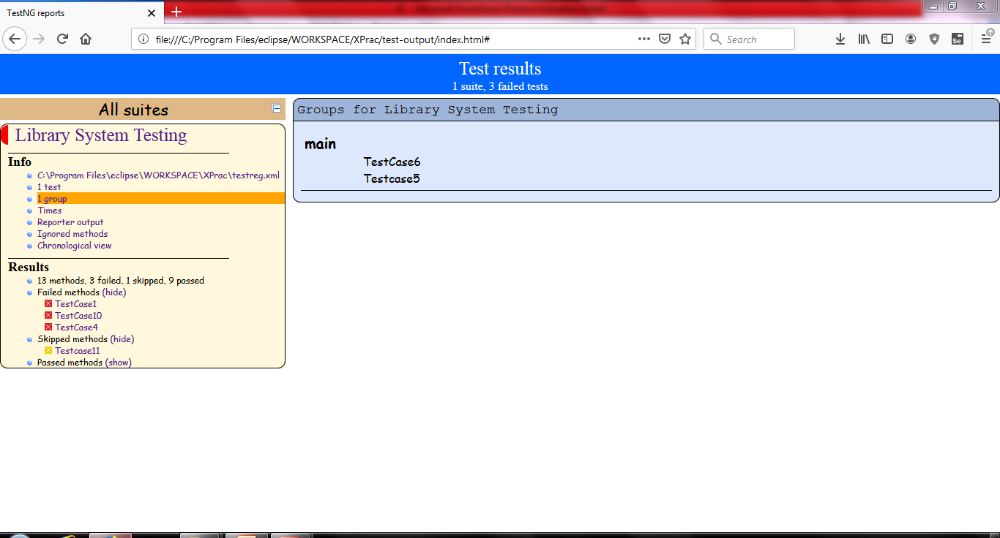 TestNG reports
file:///C:/Program Files/eclipse/WORKSPACE/XPrac/test-output/index.html#
Search
Se
Test results
1 suite, 3 failed tests
All suites
Library System Testing
Info
C:\Program Files\eclipse\WORKSPACE\XPrac\testreg.xml
1 test
1 group
Times
Reporter output
Ignored methods
Chronological view
Results
13 methods, 3 failed, 1 skipped, 9 passed
Failed methods (hide)
TestCase1
TestCase10
TestCase4
Skipped methods (hide)
Testcase11
Passed methods (show)
Groups for Library System Testing
main
TestCase6
Testcase5